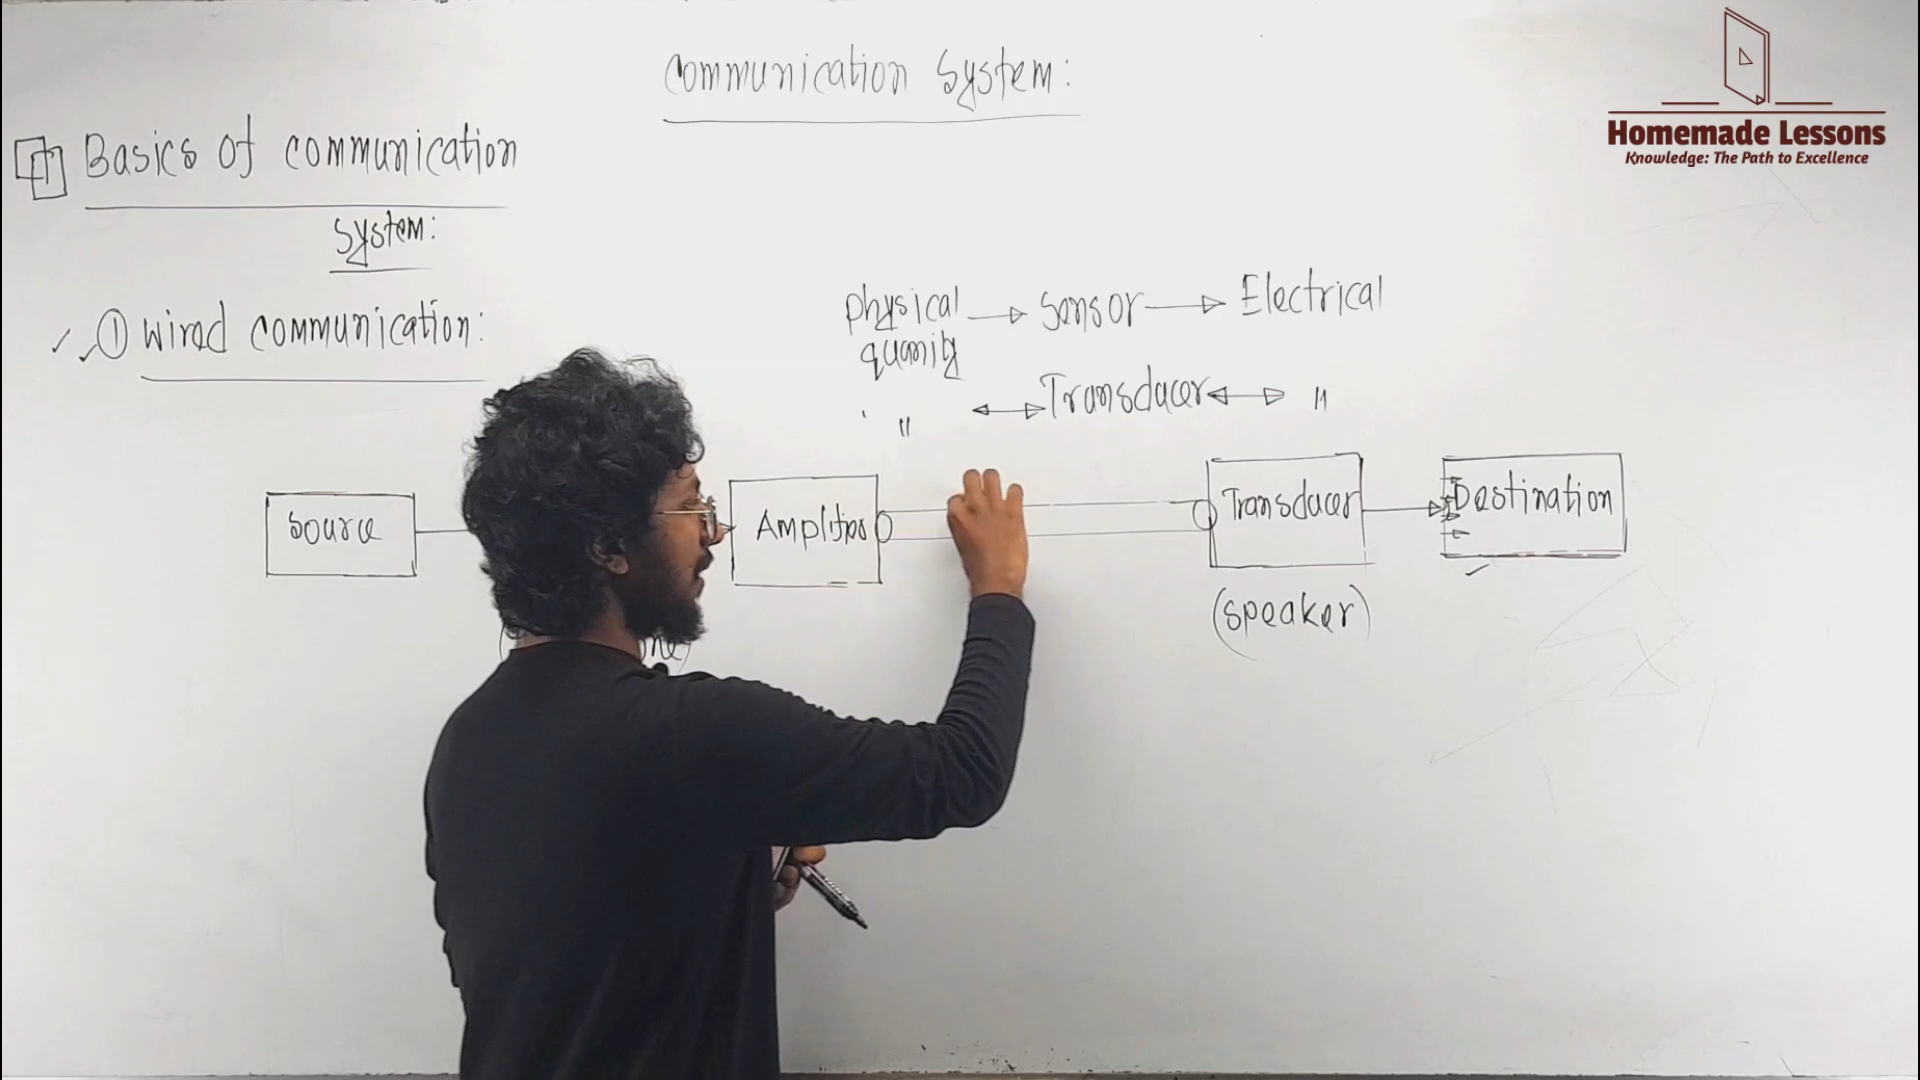 Communication System:
Homemade Lessons
Knowledge: The Path to Excellence
Basics of communication
System:
① Wired communication:
physical → Sensor → Electrical
quanity
" ↔ Transducer ↔ "
Source
Amplifier
Transducer
Destination
(speaker)